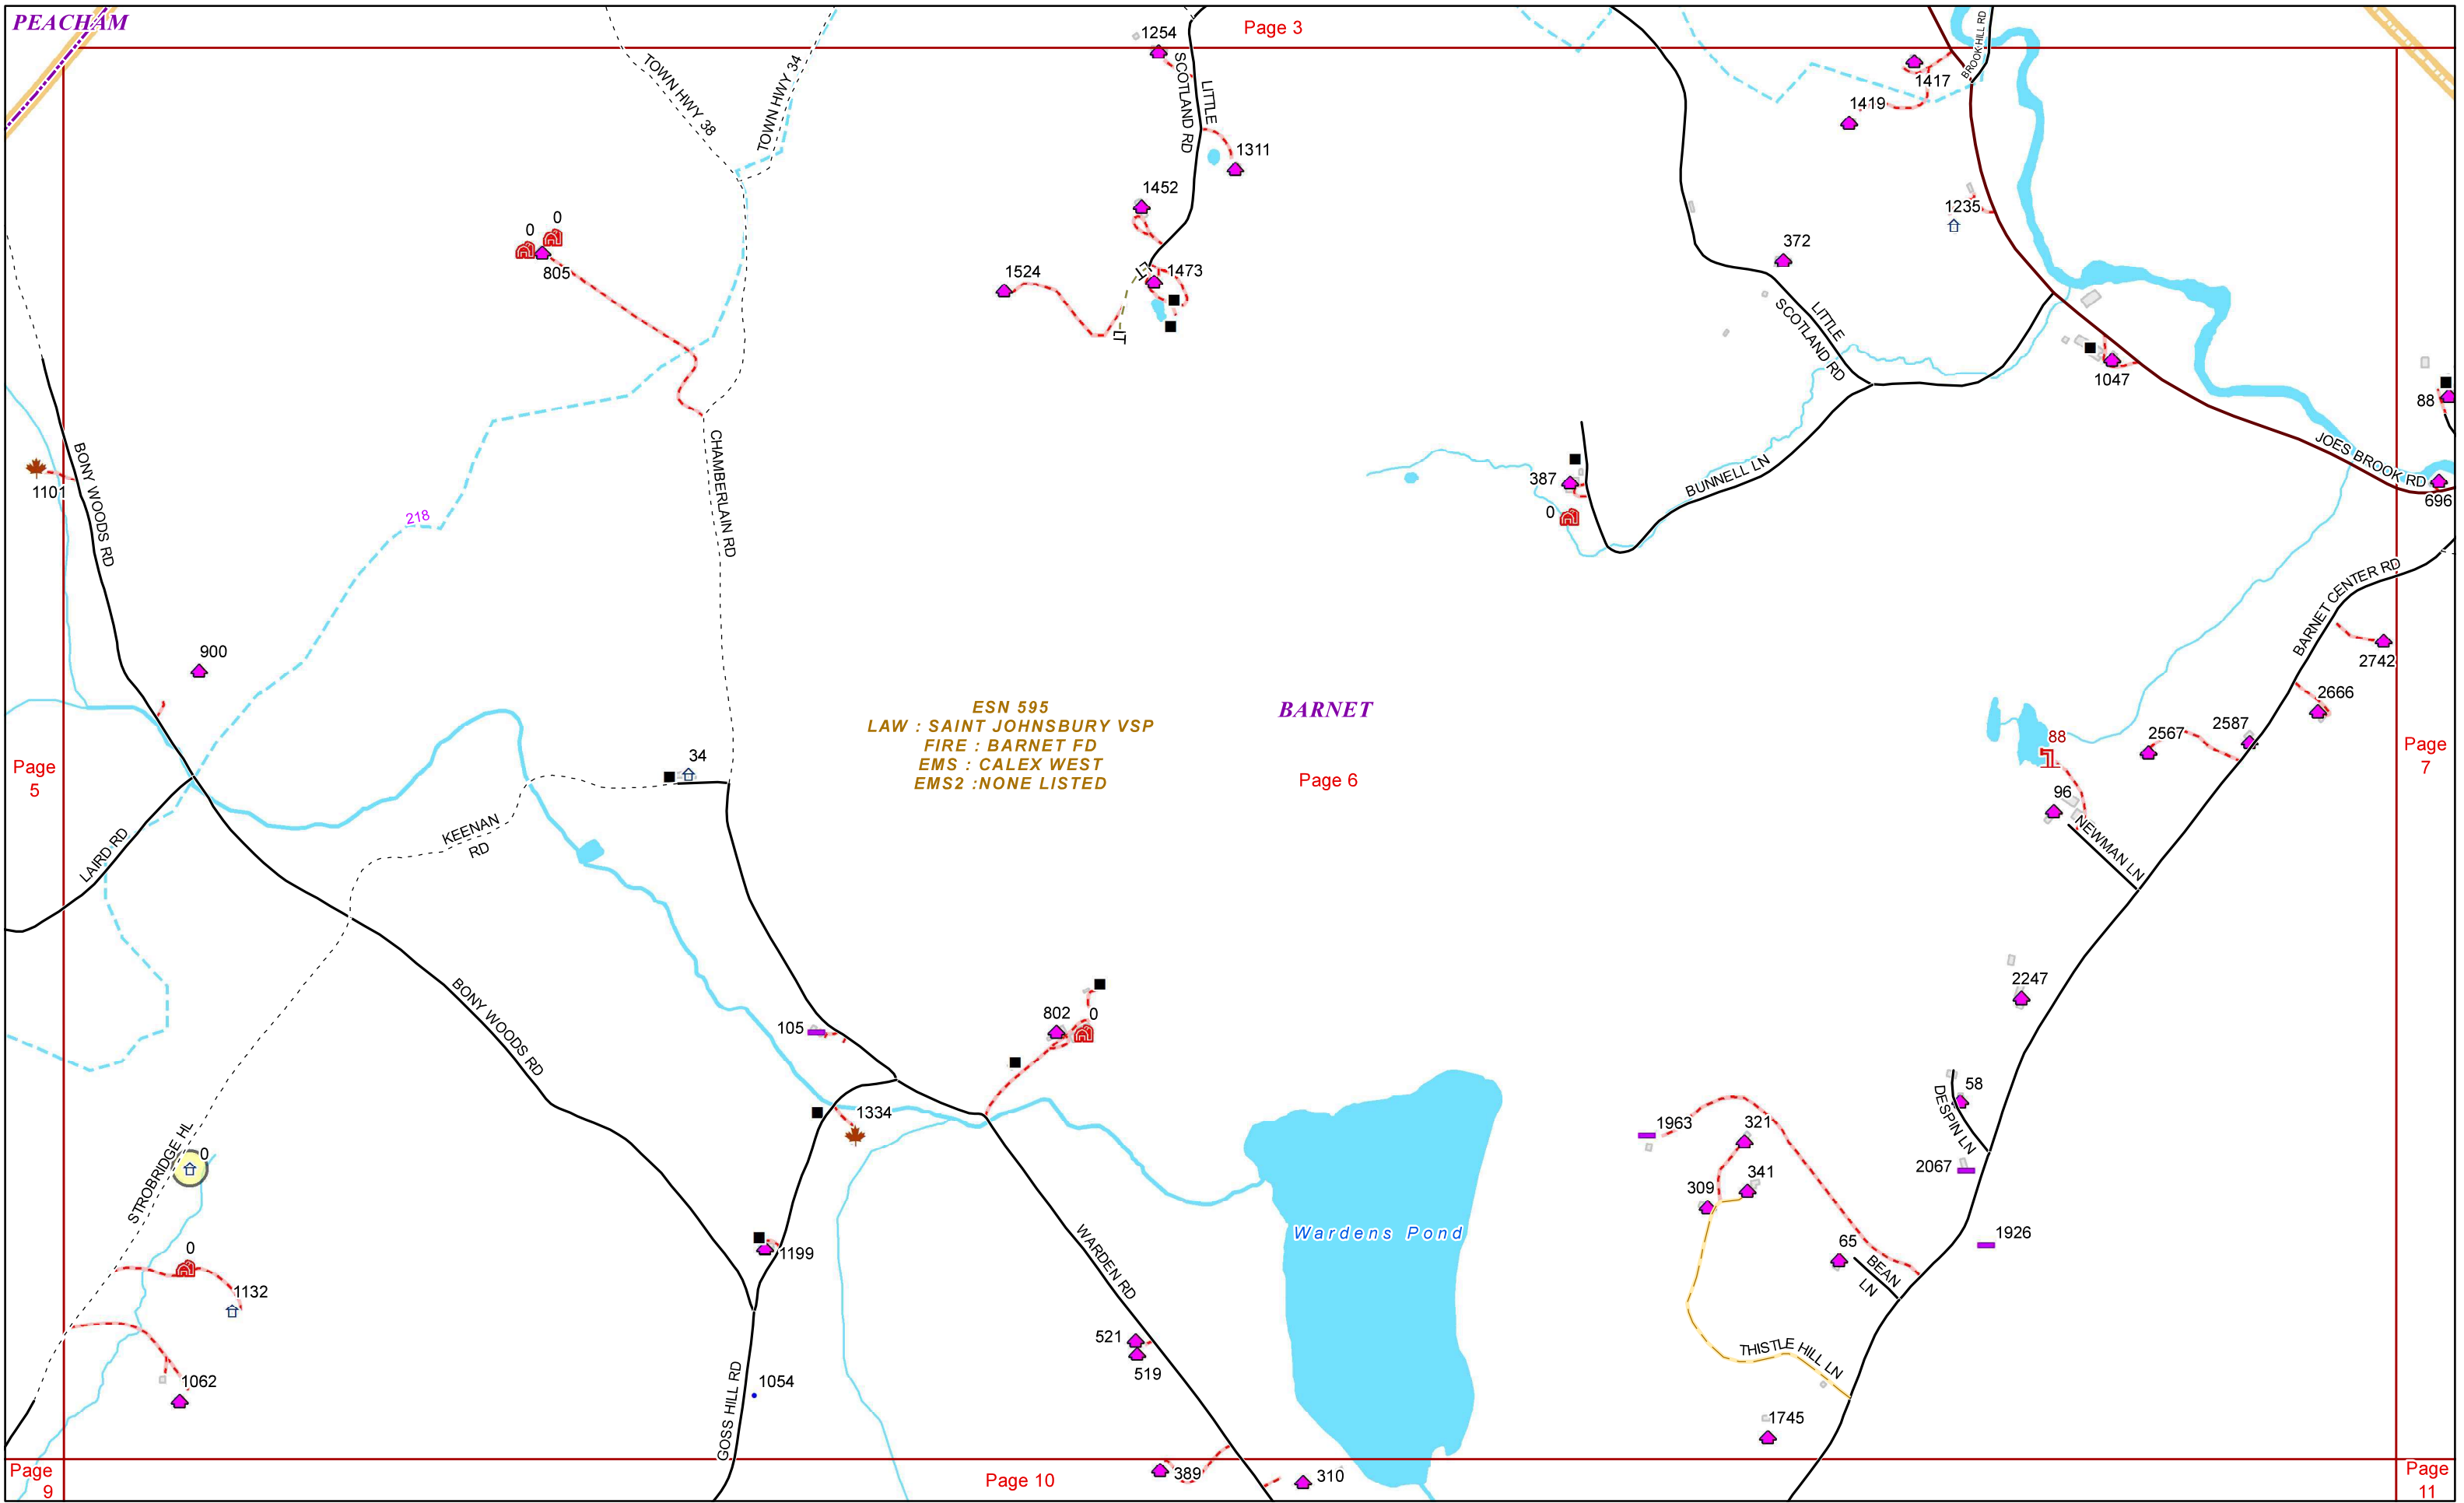 PEACHAM
Page 3
1254
SCOTLAND RD
LITTLE
TOWN HWY 38
TOWN HWY 34
BROOK HILL RD
1417
1419
1311
1452
1235
0
0
805
372
1524
LT
1473
LT
LITTLE
SCOTLAND RD
1047
88
JOES BROOK RD
696
BONY WOODS RD
1101
CHAMBERLAIN RD
218
387
0
BUNNELL LN
BARNET CENTER RD
2742
900
2666
ESN 595
LAW : SAINT JOHNSBURY VSP
FIRE : BARNET FD
EMS : CALEX WEST
EMS2 :NONE LISTED
BARNET
Page 6
2587
2567
88
Page
5
Page
7
34
96
NEWMAN LN
KEENAN
RD
LAIRD RD
2247
BONY WOODS RD
105
802
0
58
DESPIN LN
1334
1963
321
STROBRIDGE HL
0
341
309
2067
WARDEN RD
Wardens Pond
1926
1199
0
65
BEAN
LN
1132
521
519
THISTLE HILL LN
1062
GOSS HILL RD
1054
1745
Page
9
Page 10
389
310
Page
11